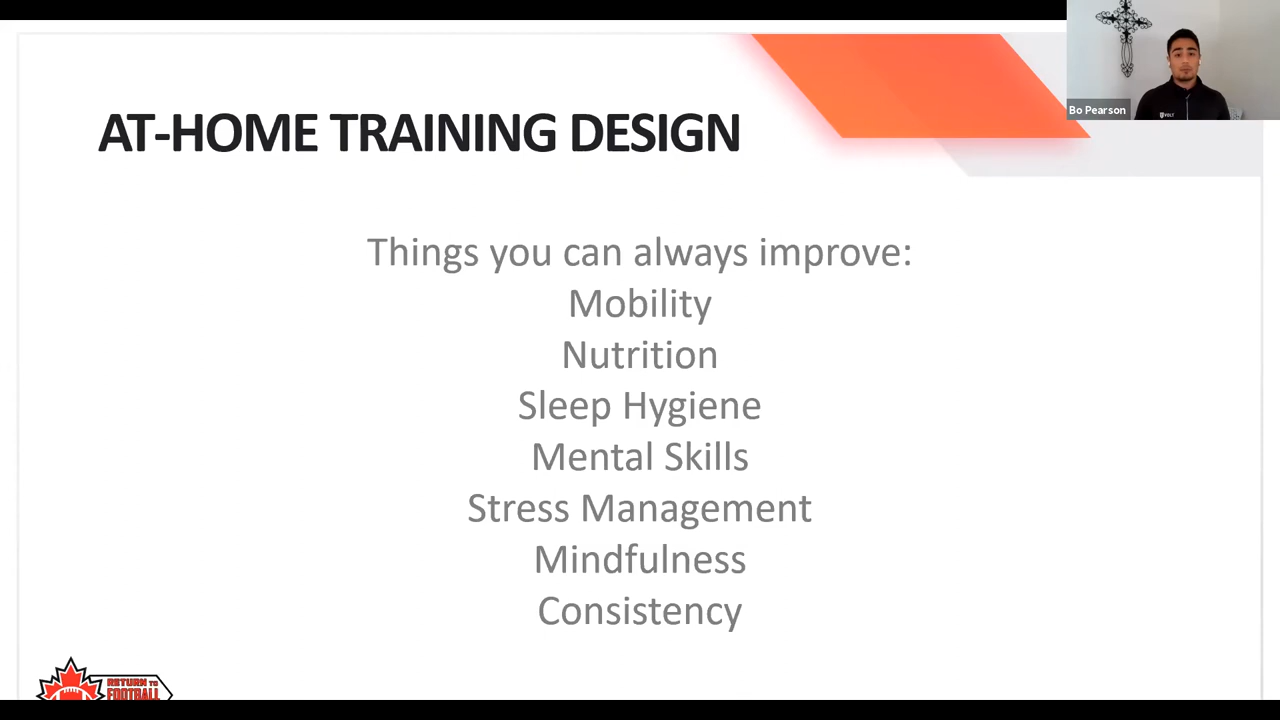 AT-HOME TRAINING DESIGN
Bo Pearson
VOLT
Things you can always improve:
Mobility
Nutrition
Sleep Hygiene
Mental Skills
Stress Management
Mindfulness
Consistency
RETURN TO
FOOTBALL